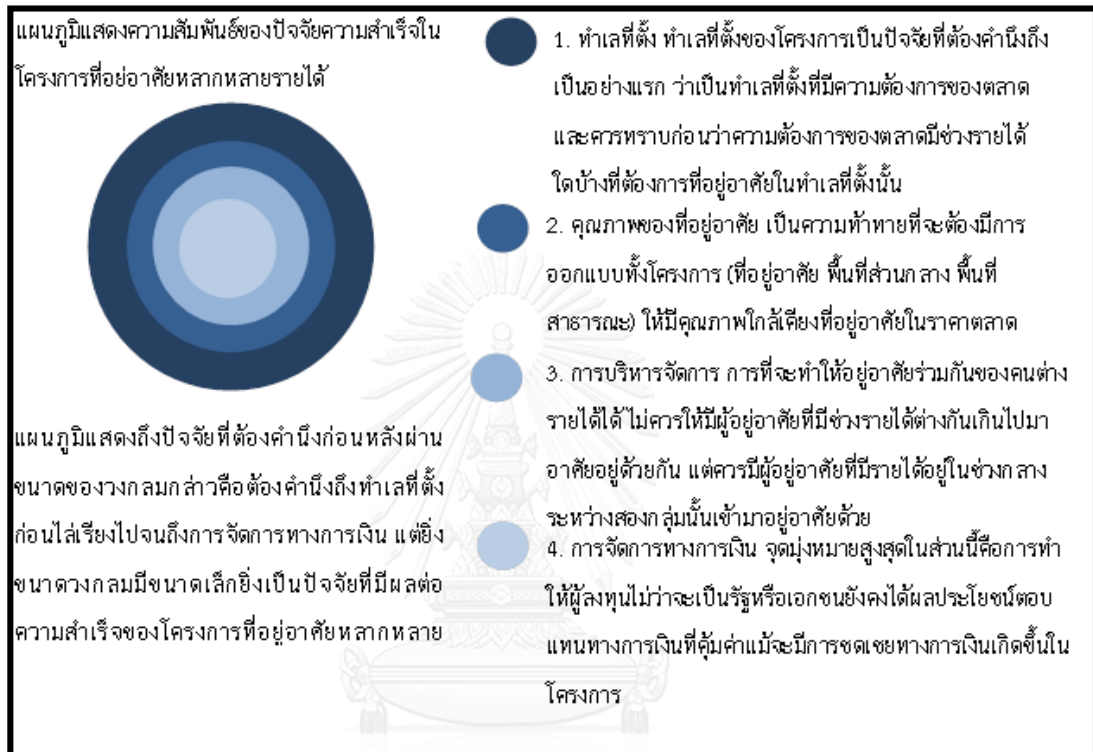 แผนภูมิแสดงความสัมพันธ์ของปัจจัยความสำเร็จใน
โครงการที่อยู่อาศัยหลากหลายรายได้
แผนภูมิแสดงถึงปัจจัยที่ต้องคำนึงก่อนหลังผ่าน
ขนาดของวงกลมกล่าวคือต้องคำนึงถึงทำเลที่ตั้ง
ก่อนไล่เรียงไปจนถึงการจัดการทางการเงิน แต่ยิ่ง
ขนาดวงกลมมีขนาดเล็กยิ่งเป็นปัจจัยที่มีผลต่อ
ความสำเร็จของโครงการที่อยู่อาศัยหลากหลาย
1. ทำเลที่ตั้ง ทำเลที่ตั้งของโครงการเป็นปัจจัยที่ต้องคำนึงถึง
เป็นอย่างแรก ว่าเป็นทำเลที่ตั้งที่มีความต้องการของตลาด
และควรทราบก่อนว่าความต้องการของตลาดมีช่วงรายได้
ใดบ้างที่ต้องการที่อยู่อาศัยในทำเลที่ตั้งนั้น
2. คุณภาพของที่อยู่อาศัย เป็นความท้าทายที่จะต้องมีการ
ออกแบบทั้งโครงการ (ที่อยู่อาศัย พื้นที่ส่วนกลาง พื้นที่
สาธารณะ) ให้มีคุณภาพใกล้เคียงที่อยู่อาศัยในราคาตลาด
3. การบริหารจัดการ การที่จะทำให้อยู่อาศัยร่วมกันของคนต่าง
รายได้ได้ ไม่ควรให้มีผู้อยู่อาศัยที่มีช่วงรายได้ต่างกันเกินไปมา
อาศัยอยู่ด้วยกัน แต่ควรมีผู้อยู่อาศัยที่มีรายได้อยู่ในช่วงกลาง
ระหว่างสองกลุ่มนั้นเข้ามาอยู่อาศัยด้วย
4. การจัดการทางการเงิน จุดมุ่งหมายสูงสุดในส่วนนี้คือการทำ
ให้ผู้ลงทุนไม่ว่าจะเป็นรัฐหรือเอกชนยังคงได้ผลประโยชน์ตอบ
แทนทางการเงินที่คุ้มค่าแม้จะมีการชดเชยทางการเงินเกิดขึ้นใน
โครงการ